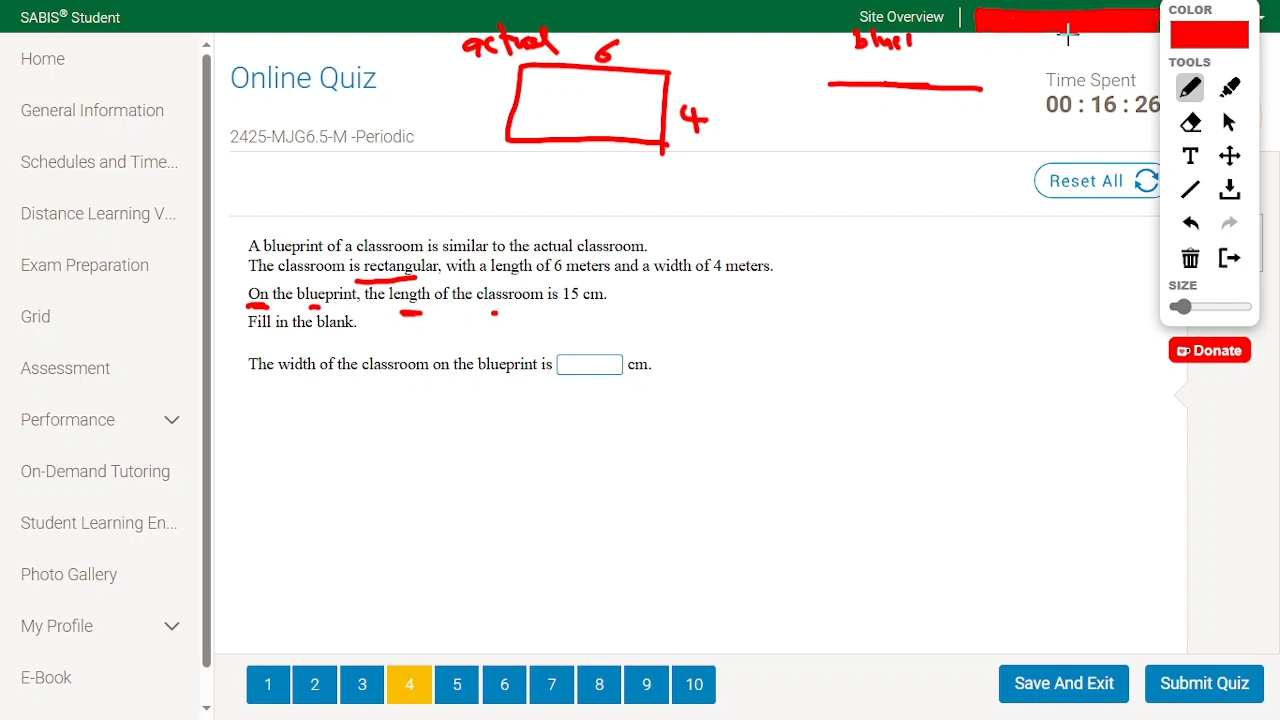 SABIS® Student
Site Overview
COLOR
TOOLS
SIZE
Donate
Home
General Information
Schedules and Time...
Distance Learning V...
Exam Preparation
Grid
Assessment
Performance
On-Demand Tutoring
Student Learning En...
Photo Gallery
My Profile
E-Book
actual
6
4
Online Quiz
2425-MJG6.5-M -Periodic
Time Spent
00 : 16 : 26
Reset All
A blueprint of a classroom is similar to the actual classroom.
The classroom is rectangular, with a length of 6 meters and a width of 4 meters.
On the blueprint, the length of the classroom is 15 cm.
Fill in the blank.
The width of the classroom on the blueprint is cm.
1 2 3 4 5 6 7 8 9 10
Save And Exit
Submit Quiz